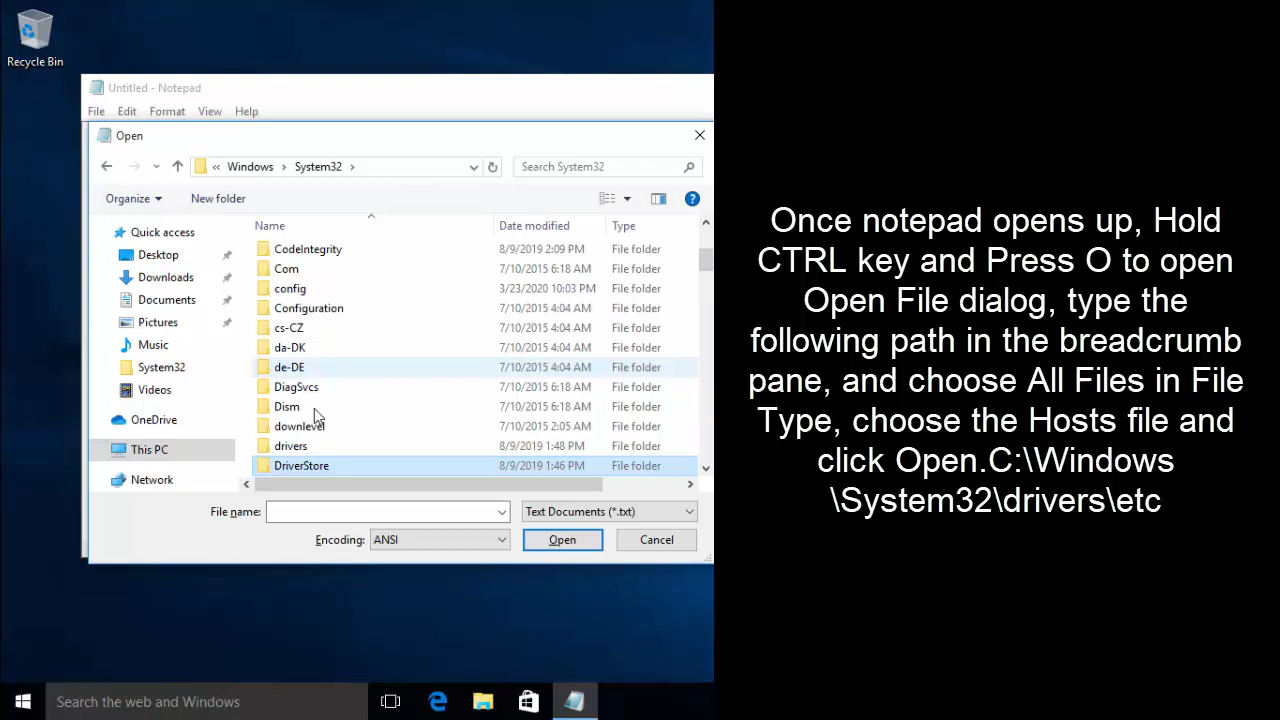 Recycle Bin
Untitled - Notepad
File Edit Format View Help
Open
« Windows › System32 ›
Search System32
Organize New folder
Name Date modified Type
Quick access
Desktop
Downloads
Documents
Pictures
Music
System32
Videos
OneDrive
This PC
Network
CodeIntegrity 8/9/2019 2:09 PM File folder
Com 7/10/2015 6:18 AM File folder
config 3/23/2020 10:03 PM File folder
Configuration 7/10/2015 4:04 AM File folder
cs-CZ 7/10/2015 4:04 AM File folder
da-DK 7/10/2015 4:04 AM File folder
de-DE 7/10/2015 4:04 AM File folder
DiagSvcs 7/10/2015 6:18 AM File folder
Dism 7/10/2015 6:18 AM File folder
downlevel 7/10/2015 2:05 AM File folder
drivers 8/9/2019 1:48 PM File folder
DriverStore 8/9/2019 1:46 PM File folder
File name: Text Documents (*.txt)
Encoding: ANSI Open Cancel
Search the web and Windows
Once notepad opens up, Hold
CTRL key and Press O to open
Open File dialog, type the
following path in the breadcrumb
pane, and choose All Files in File
Type, choose the Hosts file and
click Open.C:\Windows
\System32\drivers\etc